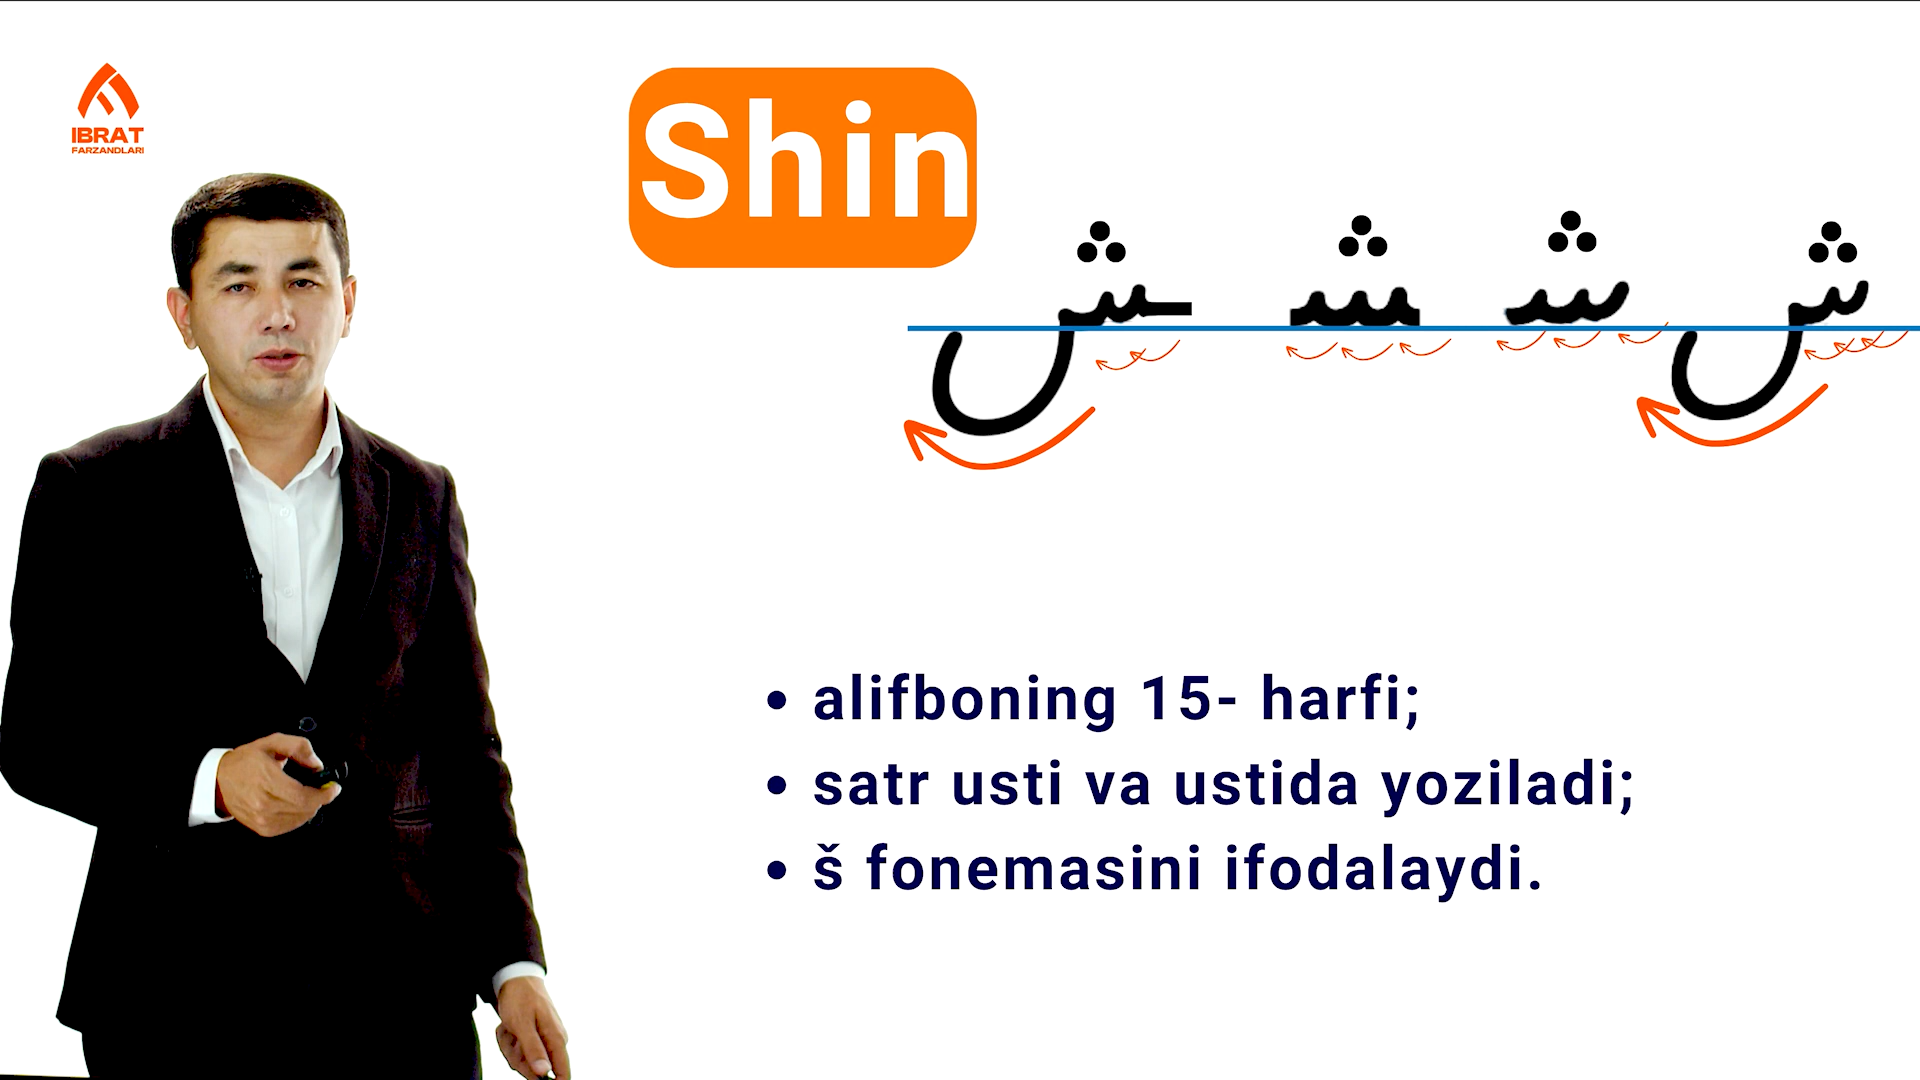 IBRAT
FARZANDLARI
Shin
ش ﺷ ﺸ ﺶ
• alifboning 15- harfi;
• satr usti va ustida yoziladi;
• š fonemasini ifodalaydi.